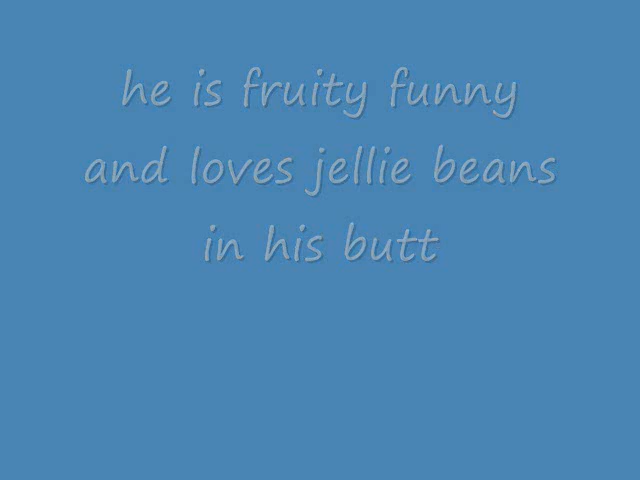 he is fruity funny
and loves jellie beans
in his butt